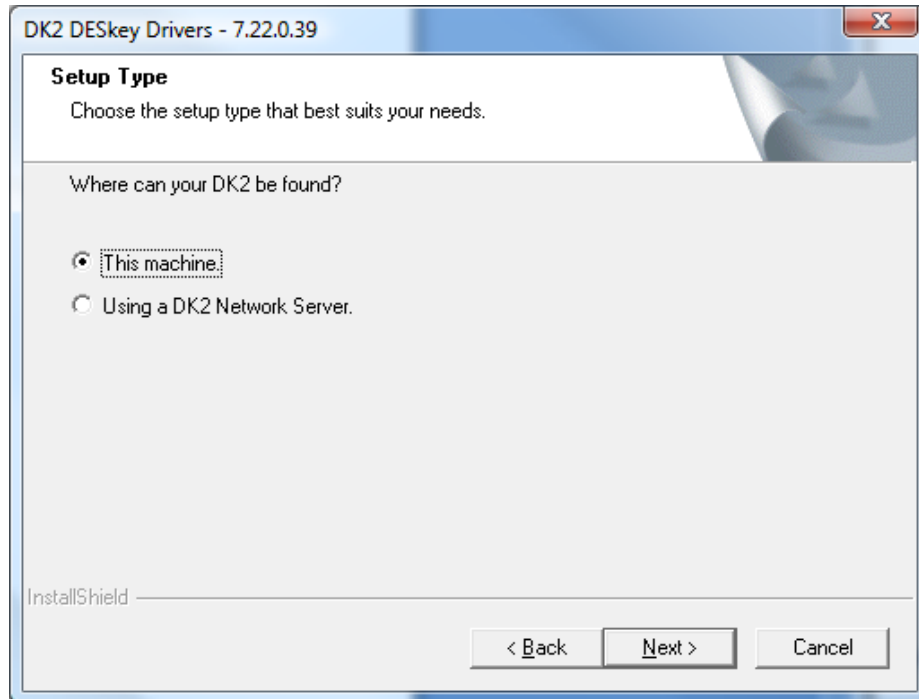 DK2 DESkey Drivers - 7.22.0.39
Setup Type
Choose the setup type that best suits your needs.
Where can your DK2 be found?
This machine.
Using a DK2 Network Server.
InstallShield
< Back Next > Cancel